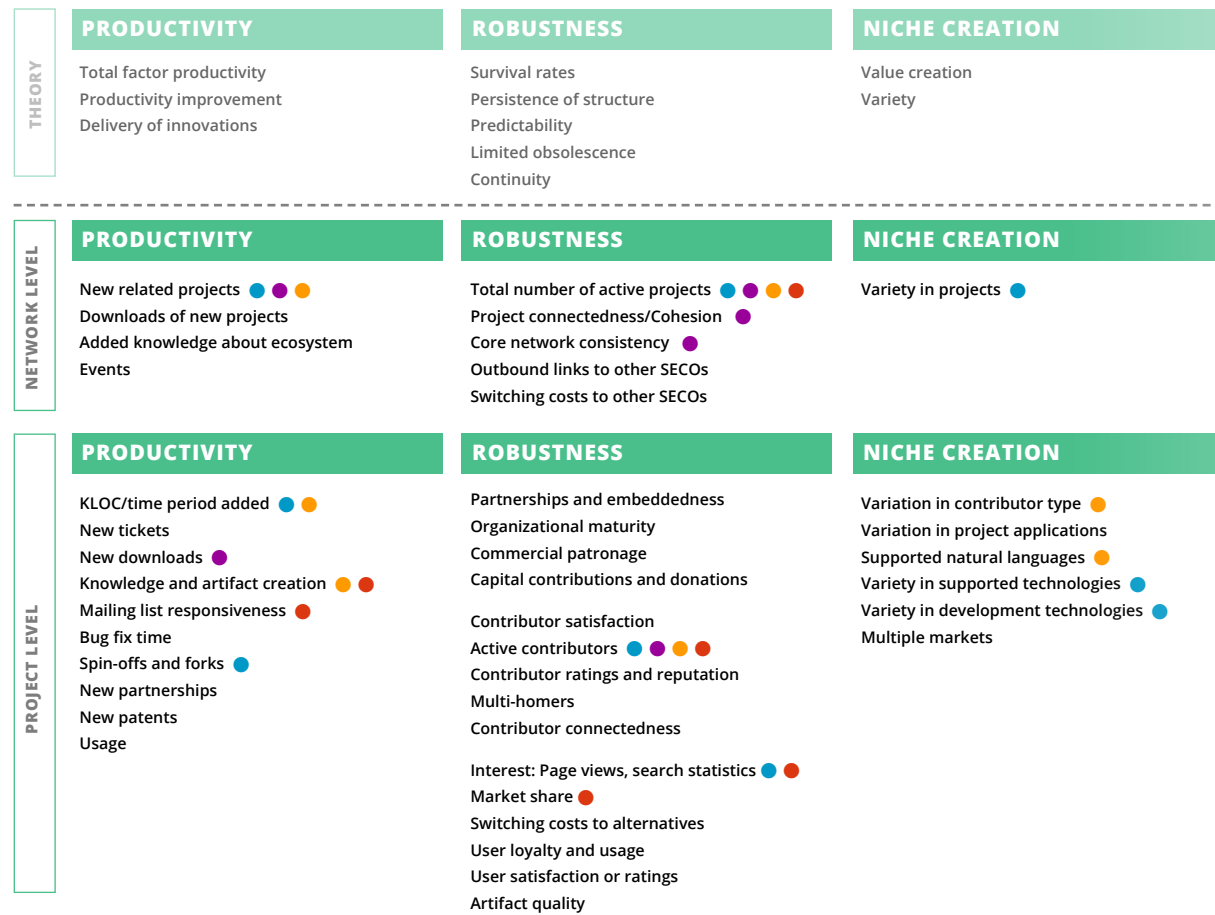 THEORY
PRODUCTIVITY
Total factor productivity
Productivity improvement
Delivery of innovations
ROBUSTNESS
Survival rates
Persistence of structure
Predictability
Limited obsolescence
Continuity
NICHE CREATION
Value creation
Variety
NETWORK LEVEL
PRODUCTIVITY
New related projects
Downloads of new projects
Added knowledge about ecosystem
Events
ROBUSTNESS
Total number of active projects
Project connectedness/Cohesion
Core network consistency
Outbound links to other SECOs
Switching costs to other SECOs
NICHE CREATION
Variety in projects
PROJECT LEVEL
PRODUCTIVITY
KLOC/time period added
New tickets
New downloads
Knowledge and artifact creation
Mailing list responsiveness
Bug fix time
Spin-offs and forks
New partnerships
New patents
Usage
ROBUSTNESS
Partnerships and embeddedness
Organizational maturity
Commercial patronage
Capital contributions and donations
Contributor satisfaction
Active contributors
Contributor ratings and reputation
Multi-homers
Contributor connectedness
Interest: Page views, search statistics
Market share
Switching costs to alternatives
User loyalty and usage
User satisfaction or ratings
Artifact quality
NICHE CREATION
Variation in contributor type
Variation in project applications
Supported natural languages
Variety in supported technologies
Variety in development technologies
Multiple markets